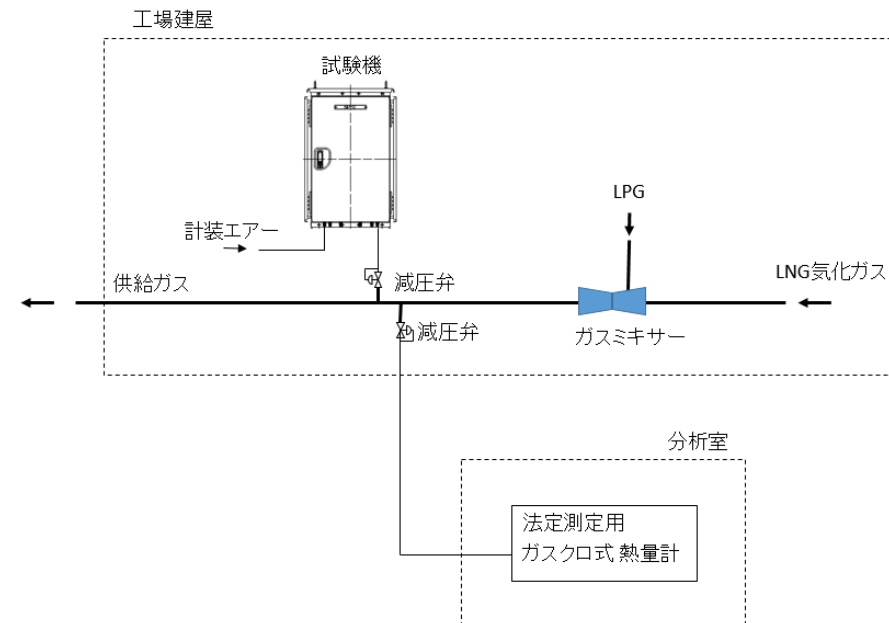 工場建屋
試験機
LPG
計装エアー
LNG気化ガス
供給ガス
減圧弁
減圧弁
ガスミキサー
分析室
法定測定用
ガスクロ式 熱量計